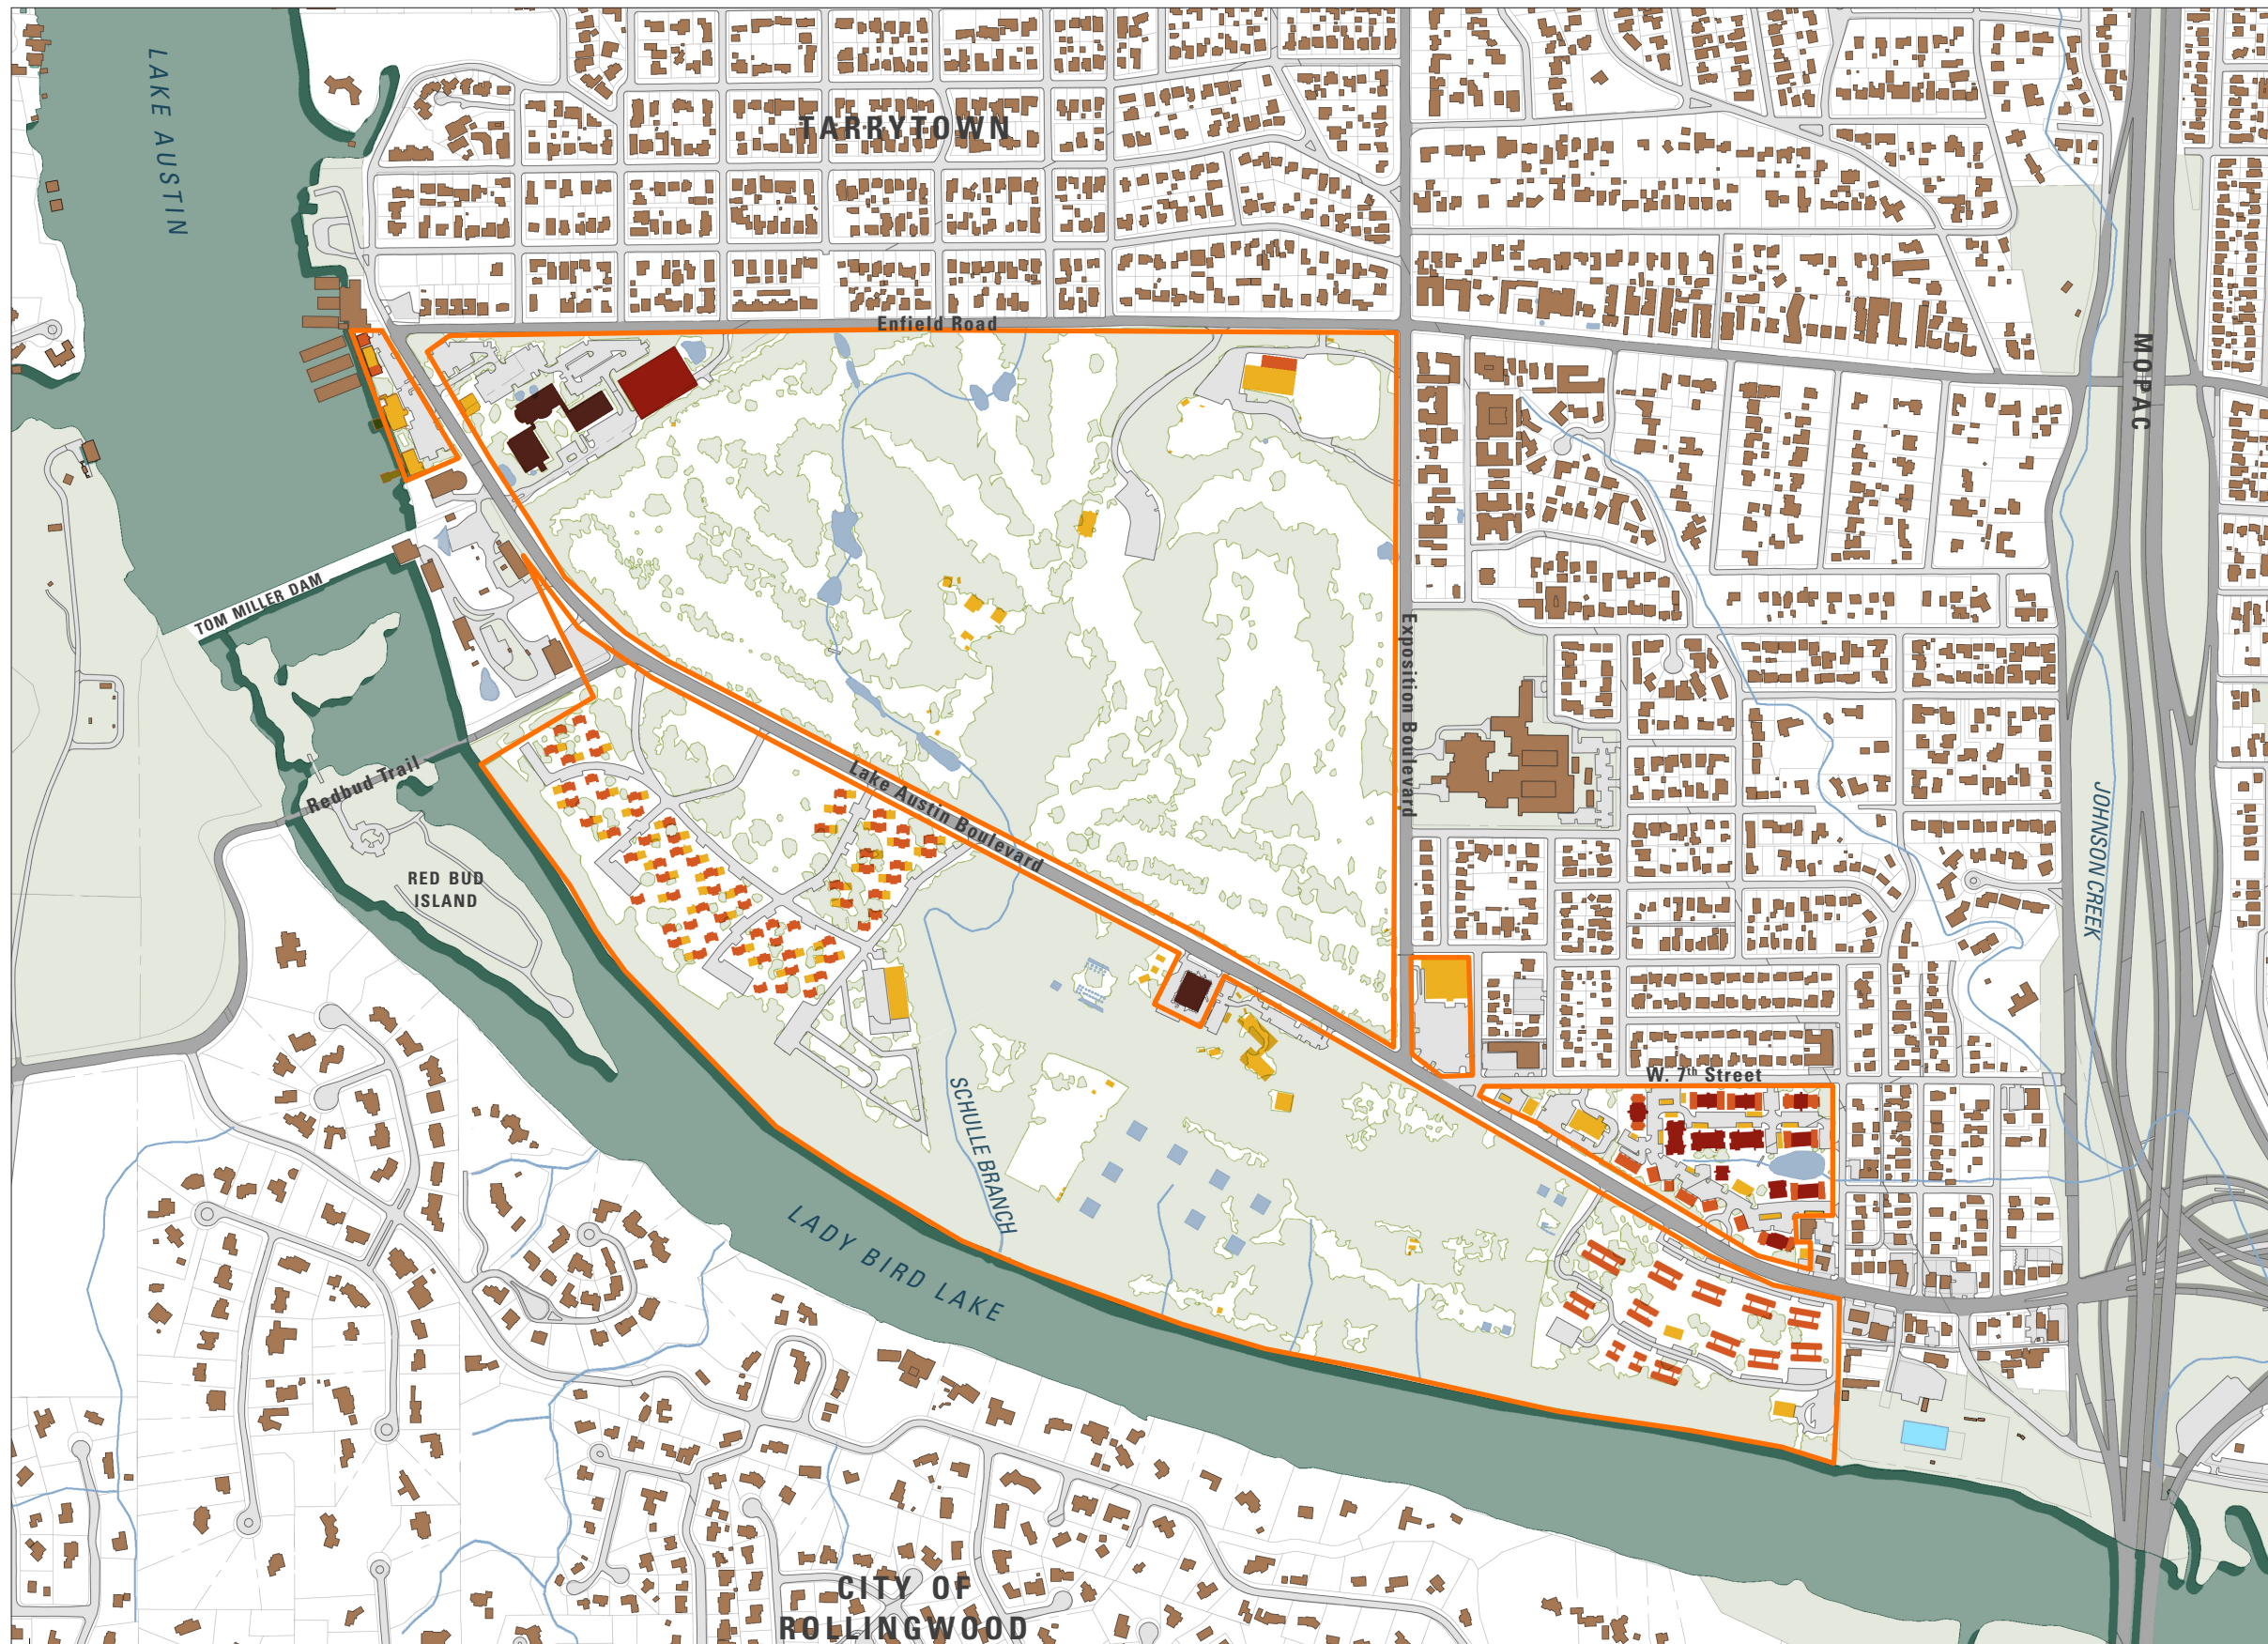 LAKE AUSTIN
TARRYTOWN
Enfield Road
MOPAC
TOM MILLER DAM
Exposition Boulevard
Redbud Trail
Lake Austin Boulevard
JOHNSON CREEK
RED BUD
ISLAND
W. 7th Street
SCHULLE BRANCH
LADY BIRD LAKE
CITY OF
ROLLINGWOOD